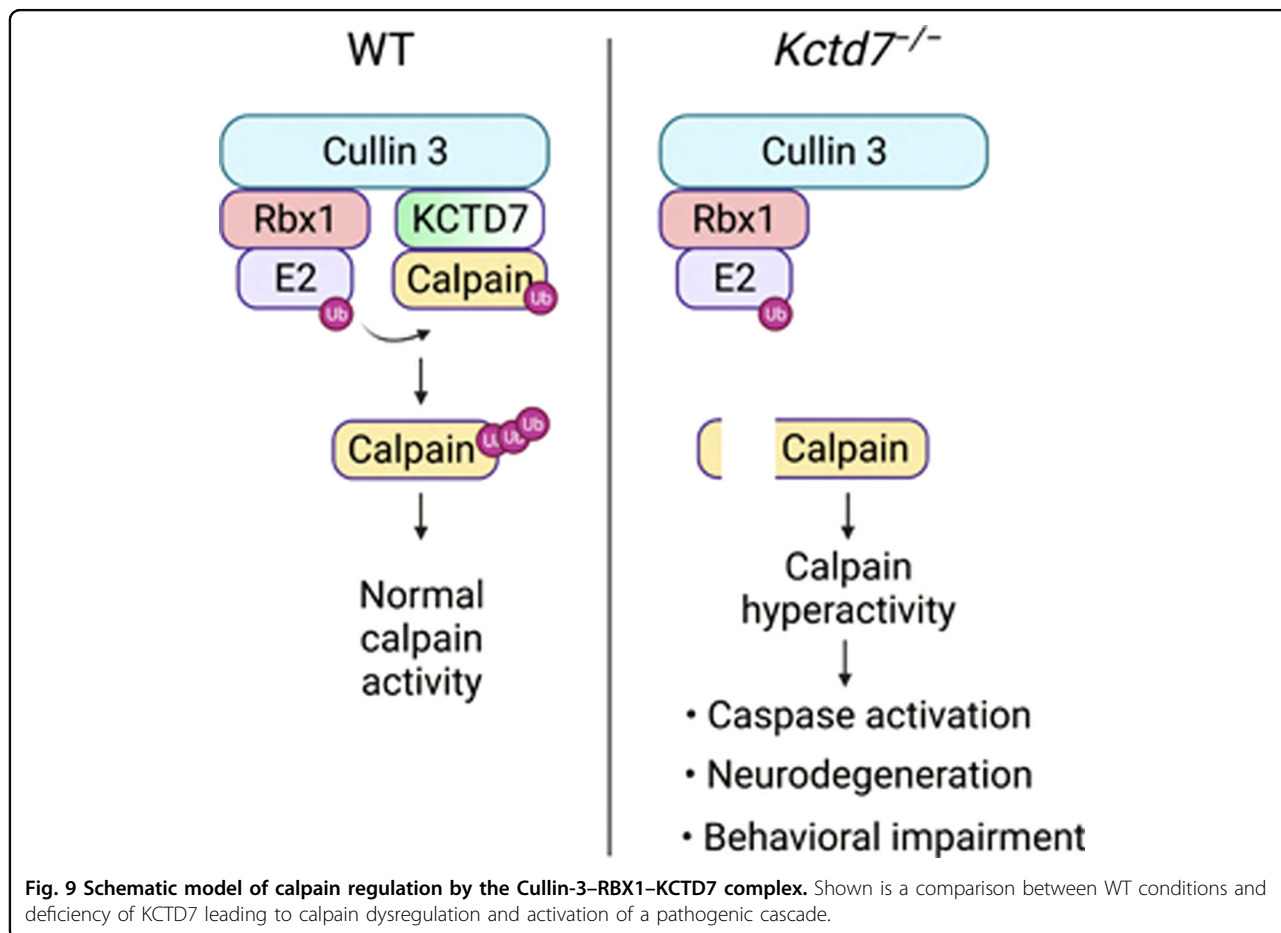 WT
Cullin 3
Rbx1
KCTD7
E2
Calpain
Ub
Ub
Calpain
Ub
Ub
Ub
Normal
calpain
activity
Kctd7⁻/⁻
Cullin 3
Rbx1
E2
Ub
Calpain
Calpain
hyperactivity
• Caspase activation
• Neurodegeneration
• Behavioral impairment
Fig. 9 Schematic model of calpain regulation by the Cullin-3–RBX1–KCTD7 complex. Shown is a comparison between WT conditions and
deficiency of KCTD7 leading to calpain dysregulation and activation of a pathogenic cascade.